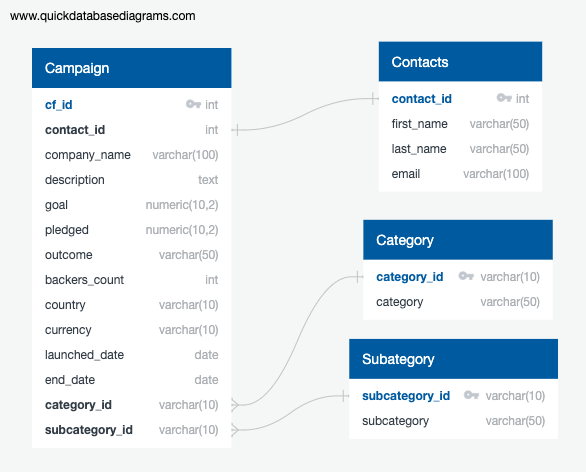 www.quickdatabasediagrams.com
Campaign
cf_id int
contact_id int
company_name varchar(100)
description text
goal numeric(10,2)
pledged numeric(10,2)
outcome varchar(50)
backers_count int
country varchar(10)
currency varchar(10)
launched_date date
end_date date
category_id varchar(10)
subcategory_id varchar(10)
Contacts
contact_id int
first_name varchar(50)
last_name varchar(50)
email varchar(100)
Category
category_id varchar(10)
category varchar(50)
Subategory
subcategory_id varchar(10)
subcategory varchar(50)